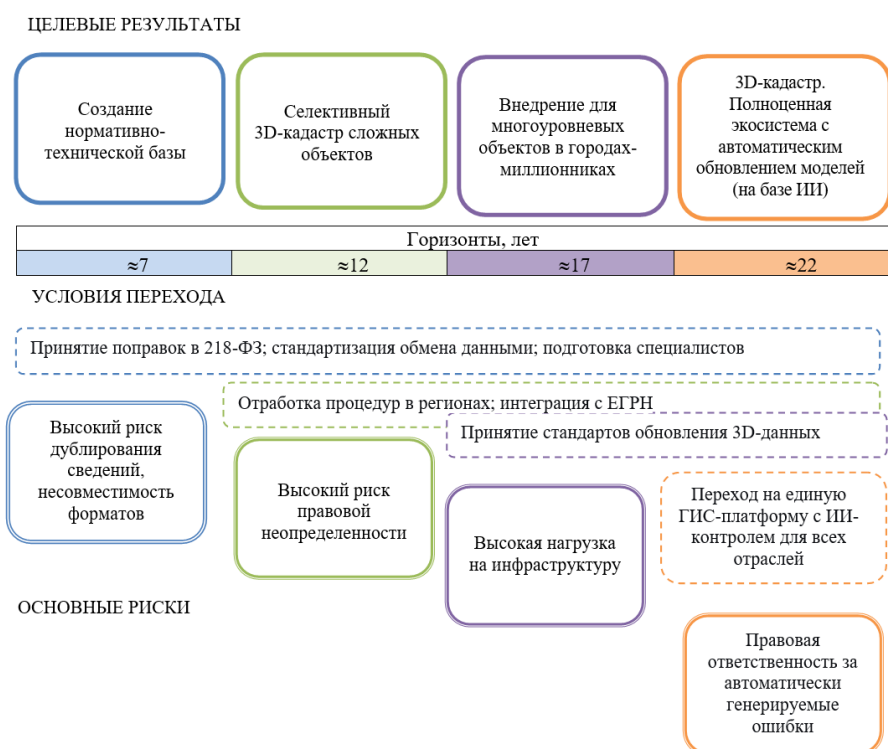 ЦЕЛЕВЫЕ РЕЗУЛЬТАТЫ
Создание
нормативно-
технической базы
Селективный
3D-кадастр сложных
объектов
Внедрение для
многоуровневых
объектов в городах-
миллионниках
3D-кадастр.
Полноценная
экосистема с
автоматическим
обновлением моделей
(на базе ИИ)
Горизонты, лет
≈7
≈12
≈17
≈22
УСЛОВИЯ ПЕРЕХОДА
Принятие поправок в 218-ФЗ; стандартизация обмена данными; подготовка специалистов
Отработка процедур в регионах; интеграция с ЕГРН
Принятие стандартов обновления 3D-данных
Переход на единую
ГИС-платформу с ИИ-
контролем для всех
отраслей
Высокий риск
дублирования
сведений,
несовместимость
форматов
Высокий риск
правовой
неопределенности
Высокая нагрузка
на инфраструктуру
ОСНОВНЫЕ РИСКИ
Правовая
ответственность за
автоматически
генерируемые
ошибки